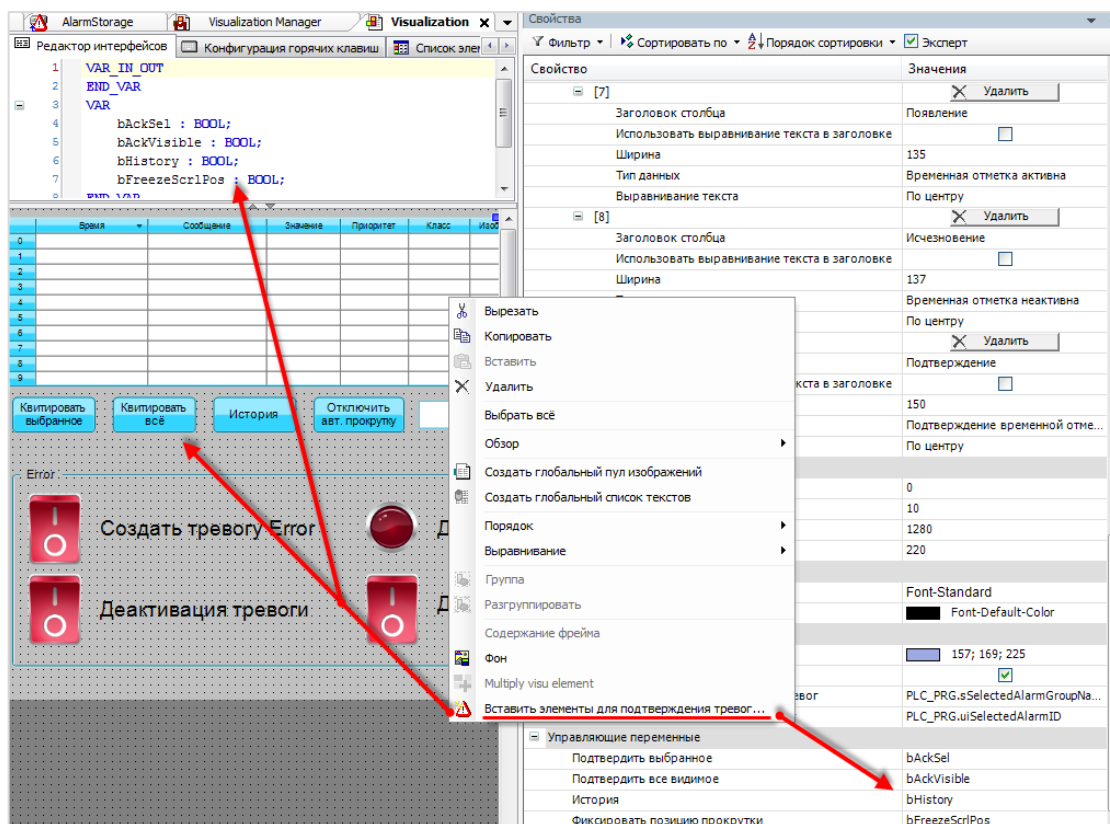 AlarmStorage
Visualization Manager
Visualization
Редактор интерфейсов
Конфигурация горячих клавиш
Список элег
1 VAR_IN_OUT
2 END_VAR
3 VAR
4 bAckSel : BOOL;
5 bAckVisible : BOOL;
6 bHistory : BOOL;
7 bFreezeScrlPos : BOOL;
8 END_VAR
Время Сообщение Значение Приоритет Класс
0
1
2
3
4
5
6
7
8
9
Квитировать
выбранное
Квитировать
всё
История
Отключить
авт. прокрутку
Error
Создать тревогу Error
Д
Деактивация тревоги
Д
Вырезать
Копировать
Вставить
Удалить
Выбрать всё
Обзор
Создать глобальный пул изображений
Создать глобальный список текстов
Порядок
Выравнивание
Группа
Разгруппировать
Содержание фрейма
Фон
Multiply visu element
Вставить элементы для подтверждения тревог...
Свойства
Фильтр Сортировать по Порядок сортировки Эксперт
Свойство Значения
[7] Удалить
Заголовок столбца Появление
Использовать выравнивание текста в заголовке
Ширина 135
Тип данных Временная отметка активна
Выравнивание текста По центру
[8] Удалить
Заголовок столбца Исчезновение
Использовать выравнивание текста в заголовке
Ширина 137
Временная отметка неактивна
По центру
Удалить
Подтверждение
кста в заголовке
150
Подтверждение временной отме...
По центру
0
10
1280
220
Font-Standard
Font-Default-Color
157; 169; 225
вог PLC_PRG.sSelectedAlarmGroupNa...
PLC_PRG.uiSelectedAlarmID
Управляющие переменные
Подтвердить выбранное bAckSel
Подтвердить все видимое bAckVisible
История bHistory
Фиксировать позицию прокрутки bFreezeScrlPos